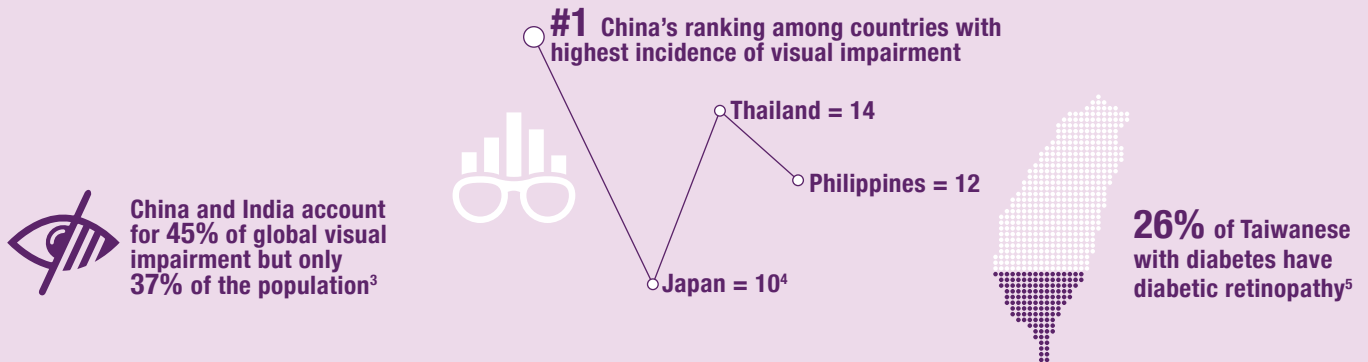 #1 China’s ranking among countries with
highest incidence of visual impairment
Thailand = 14
Philippines = 12
Japan = 10⁴
China and India account
for 45% of global visual
impairment but only
37% of the population³
26% of Taiwanese
with diabetes have
diabetic retinopathy⁵